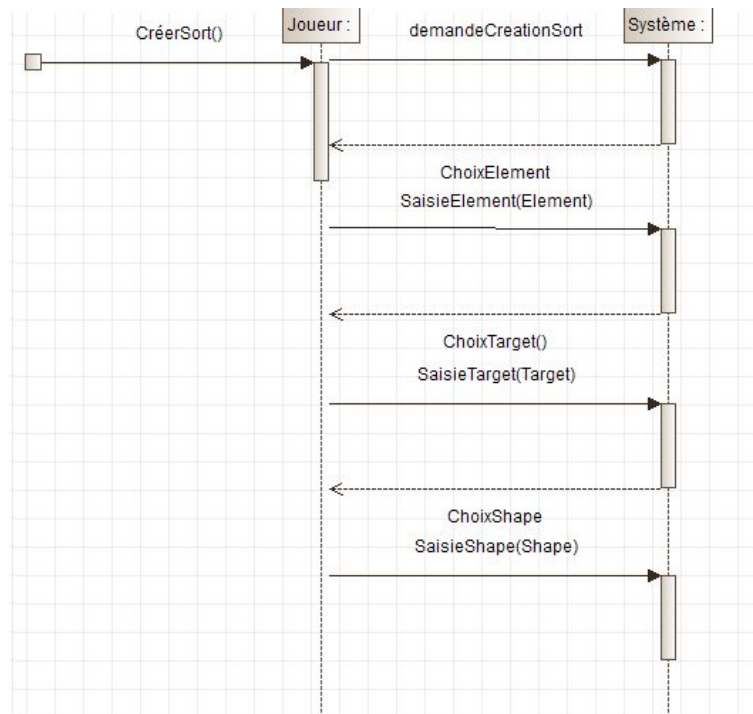 CréerSort()
Joueur :
demandeCreationSort
Système :
ChoixElement
SaisieElement(Element)
ChoixTarget()
SaisieTarget(Target)
ChoixShape
SaisieShape(Shape)